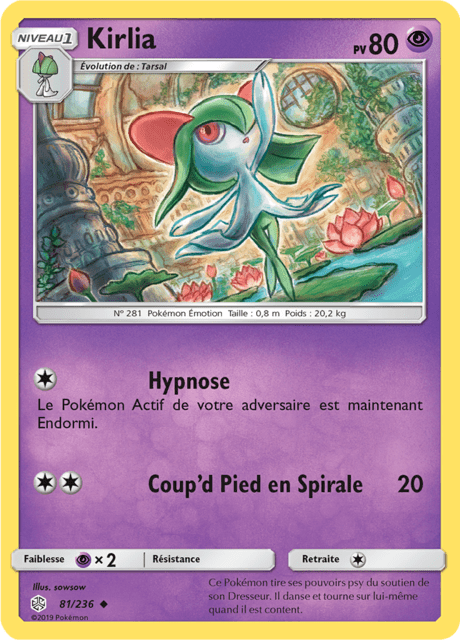 NIVEAU 1
Kirlia
PV 80
Évolution de : Tarsal
N° 281 Pokémon Émotion Taille : 0,8 m Poids : 20,2 kg
Hypnose
Le Pokémon Actif de votre adversaire est maintenant
Endormi.
Coup'd Pied en Spirale 20
Faiblesse ×2 Résistance Retraite
Illus. sowsow
81/236
©2019 Pokémon
Ce Pokémon tire ses pouvoirs psy du soutien de
son Dresseur. Il danse et tourne sur lui-même
quand il est content.